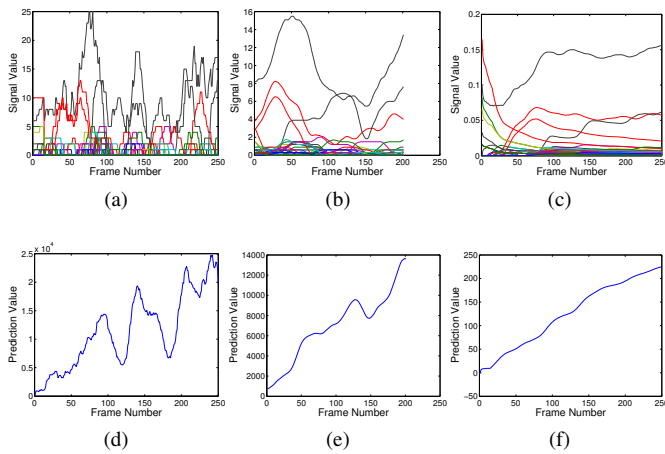 25
20
15
10
5
0
0 50 100 150 200 250
Signal Value
Frame Number
(a)
16
14
12
10
8
6
4
2
0
50 100 150 200 250
Signal Value
Frame Number
(b)
0.2
0.15
0.1
0.05
0
0 50 100 150 200 250
Signal Value
Frame Number
(c)
x 10^4
2.5
2
1.5
1
0.5
0
0 50 100 150 200 250
Prediction Value
Frame Number
(d)
14000
12000
10000
8000
6000
4000
2000
0
0 50 100 150 200 250
Prediction Value
Frame Number
(e)
250
200
150
100
50
0
−50
0 50 100 150 200 250
Prediction Value
Frame Number
(f)